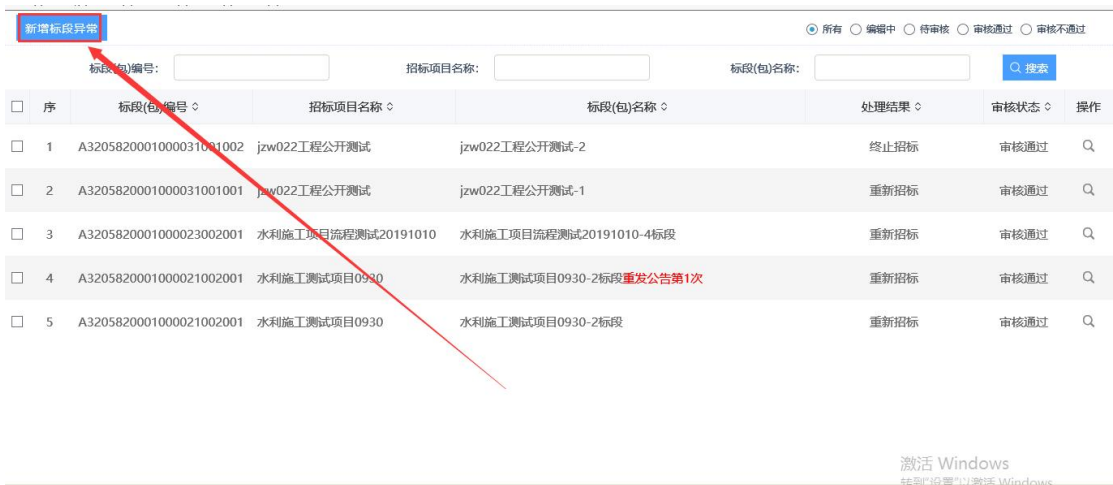 新增标段异常 所有 编辑中 待审核 审核通过 审核不通过
标段(包)编号： 招标项目名称： 标段(包)名称： 搜索
序 标段(包)编号 招标项目名称 标段(包)名称 处理结果 审核状态 操作
1 A3205820001000031001002 jzw022工程公开测试 jzw022工程公开测试-2 终止招标 审核通过
2 A3205820001000031001001 jzw022工程公开测试 jzw022工程公开测试-1 重新招标 审核通过
3 A3205820001000023002001 水利施工项目流程测试20191010 水利施工项目流程测试20191010-4标段 重新招标 审核通过
4 A3205820001000021002001 水利施工测试项目0930 水利施工测试项目0930-2标段重发公告第1次 重新招标 审核通过
5 A3205820001000021002001 水利施工测试项目0930 水利施工测试项目0930-2标段 重新招标 审核通过
激活 Windows
转到"设置"以激活 Windows